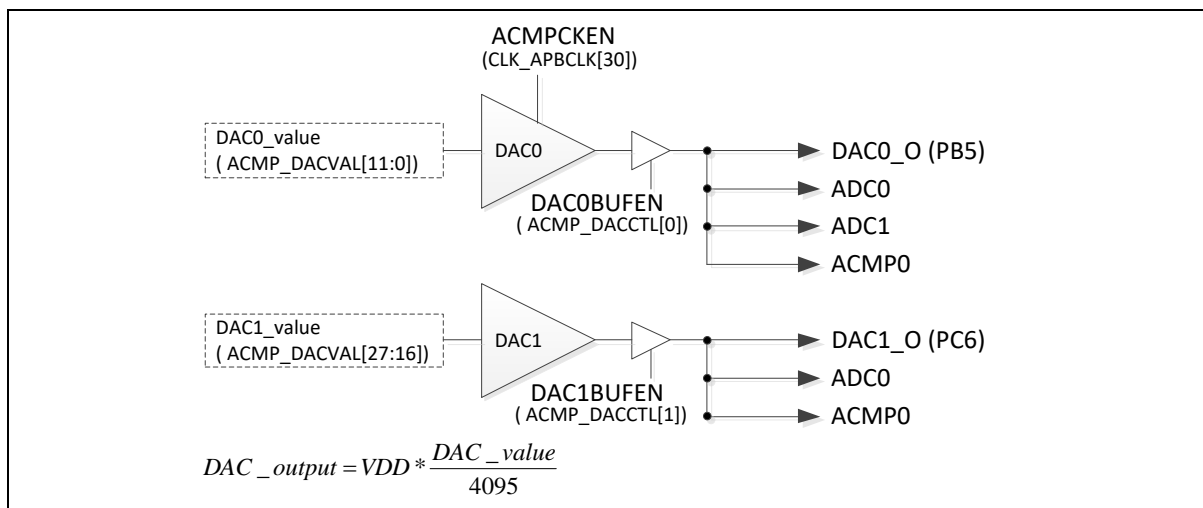 ACMPCKEN
(CLK_APBCLK[30])
DAC0_value
( ACMP_DACVAL[11:0])
DAC0
DAC0BUFEN
( ACMP_DACCTL[0])
DAC0_O (PB5)
ADC0
ADC1
ACMP0
DAC1_value
( ACMP_DACVAL[27:16])
DAC1
DAC1BUFEN
( ACMP_DACCTL[1])
DAC1_O (PC6)
ADC0
ACMP0
DAC_output = VDD * DAC_value
4095